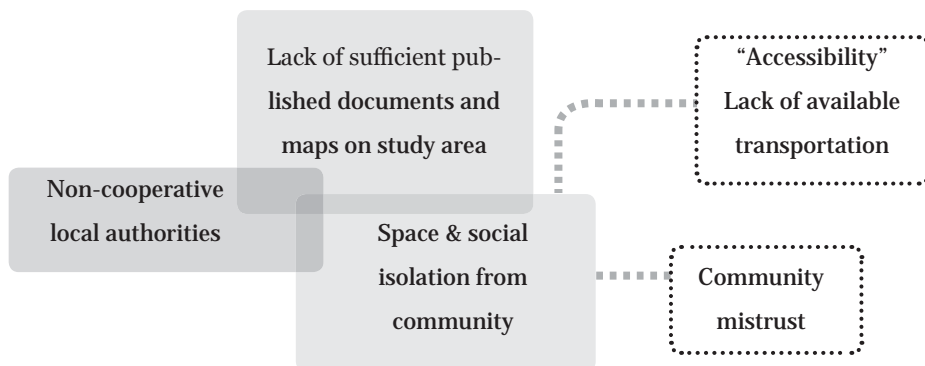 Lack of sufficient pub-
lished documents and
maps on study area
“Accessibility”
Lack of available
transportation
Non-cooperative
local authorities
Space & social
isolation from
community
Community
mistrust